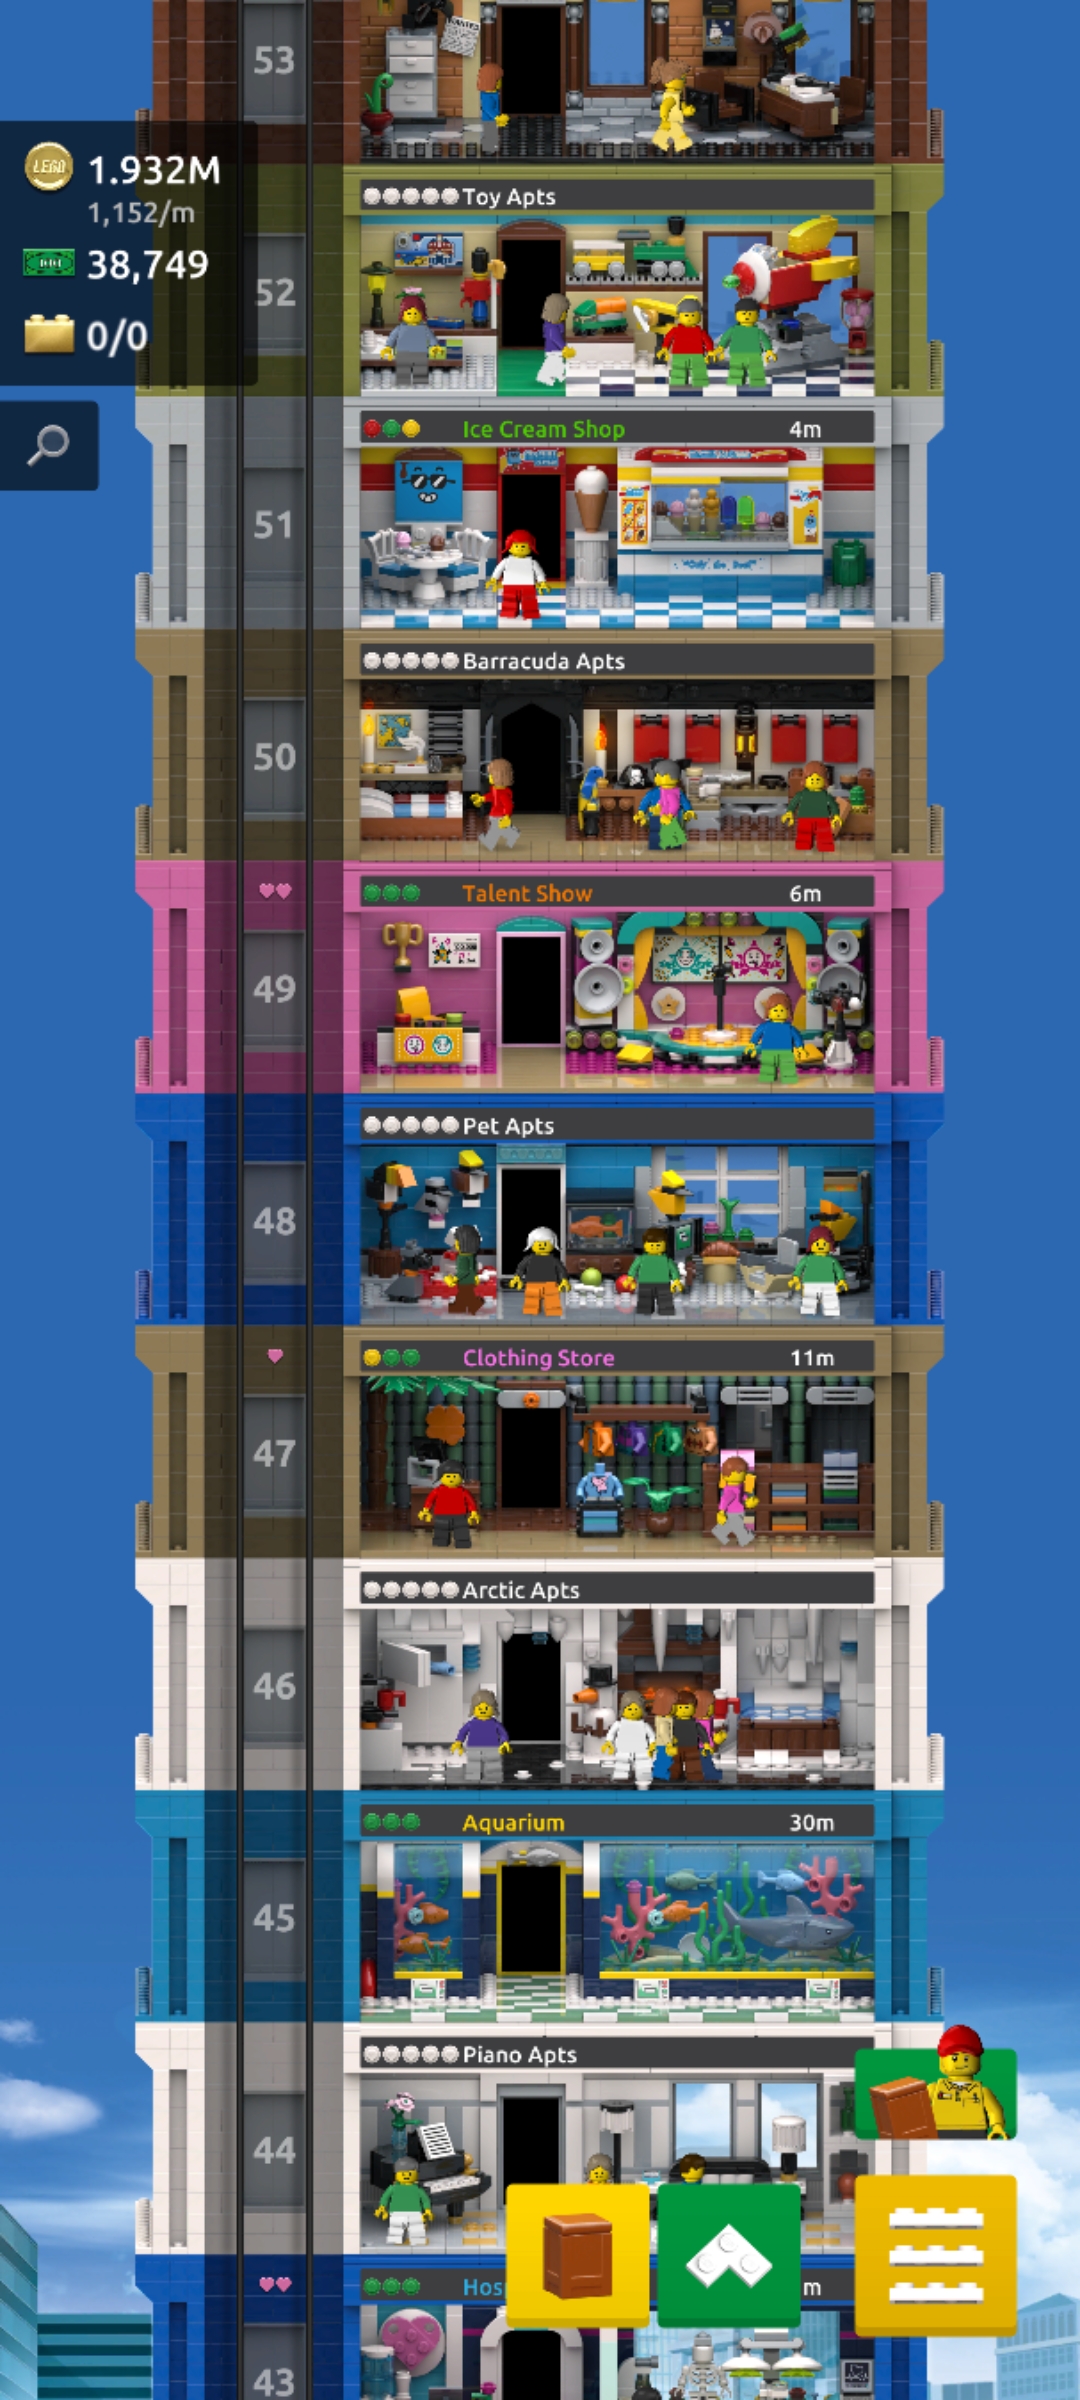 53
LEGO
1.932M
1,152/m
38,749
0/0
Toy Apts
52
Ice Cream Shop 4m
51
Barracuda Apts
50
Talent Show 6m
49
Pet Apts
48
Clothing Store 11m
47
Arctic Apts
46
Aquarium 30m
45
Piano Apts
44
Hos
m
43